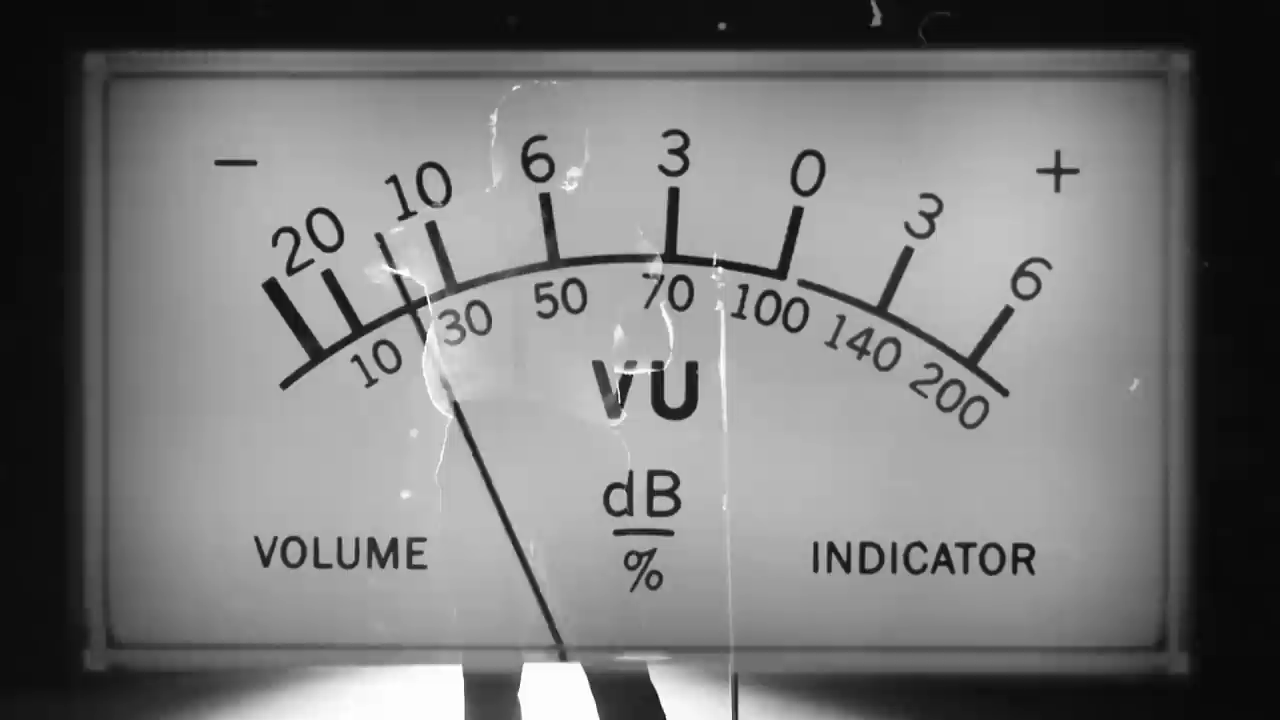 − +
20 10 6 3 0 3 6
10 30 50 70 100 140 200
VU
dB
%
VOLUME INDICATOR